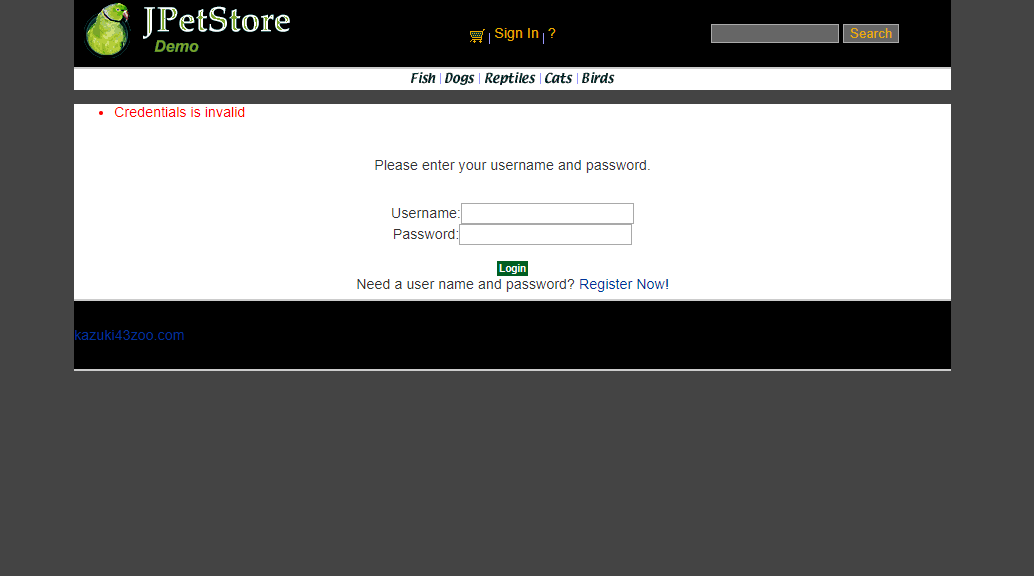 JPetStore
Demo
Sign In | ?
Search
Fish | Dogs | Reptiles | Cats | Birds
• Credentials is invalid
Please enter your username and password.
Username:
Password:
Login
Need a user name and password? Register Now!
kazuki43zoo.com